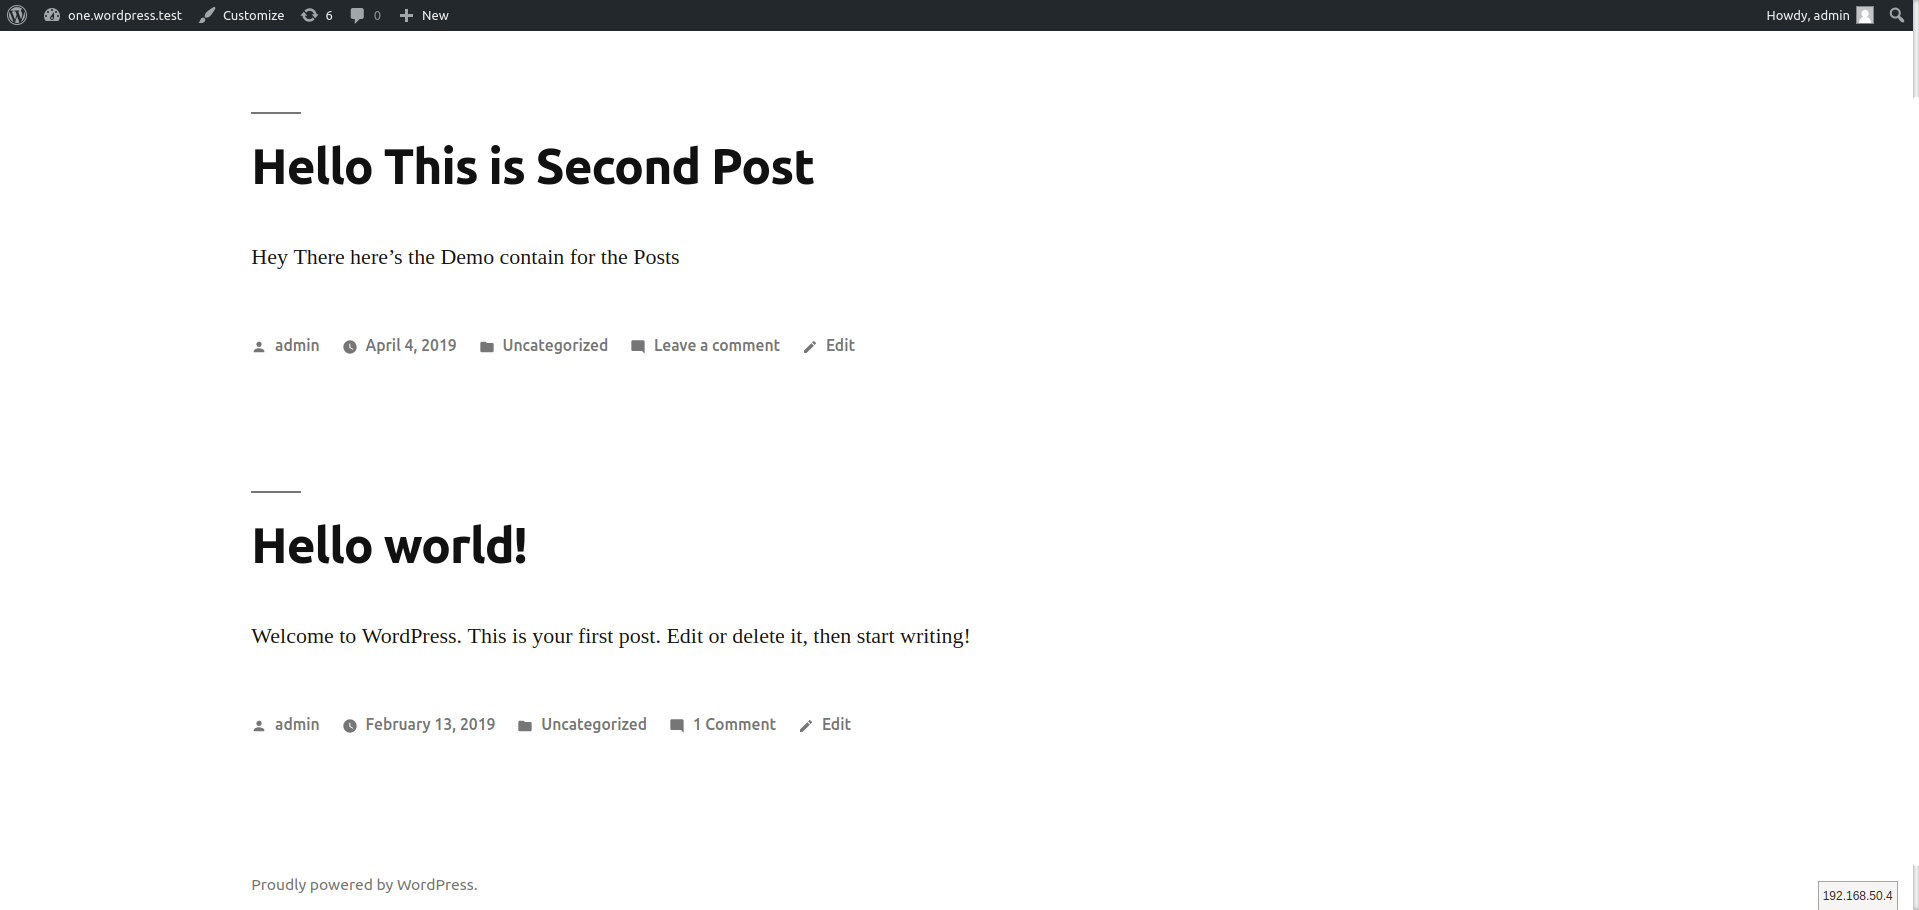 one.wordpress.test Customize 6 0 New Howdy, admin
Hello This is Second Post
Hey There here’s the Demo contain for the Posts
admin April 4, 2019 Uncategorized Leave a comment Edit
Hello world!
Welcome to WordPress. This is your first post. Edit or delete it, then start writing!
admin February 13, 2019 Uncategorized 1 Comment Edit
Proudly powered by WordPress.
192.168.50.4